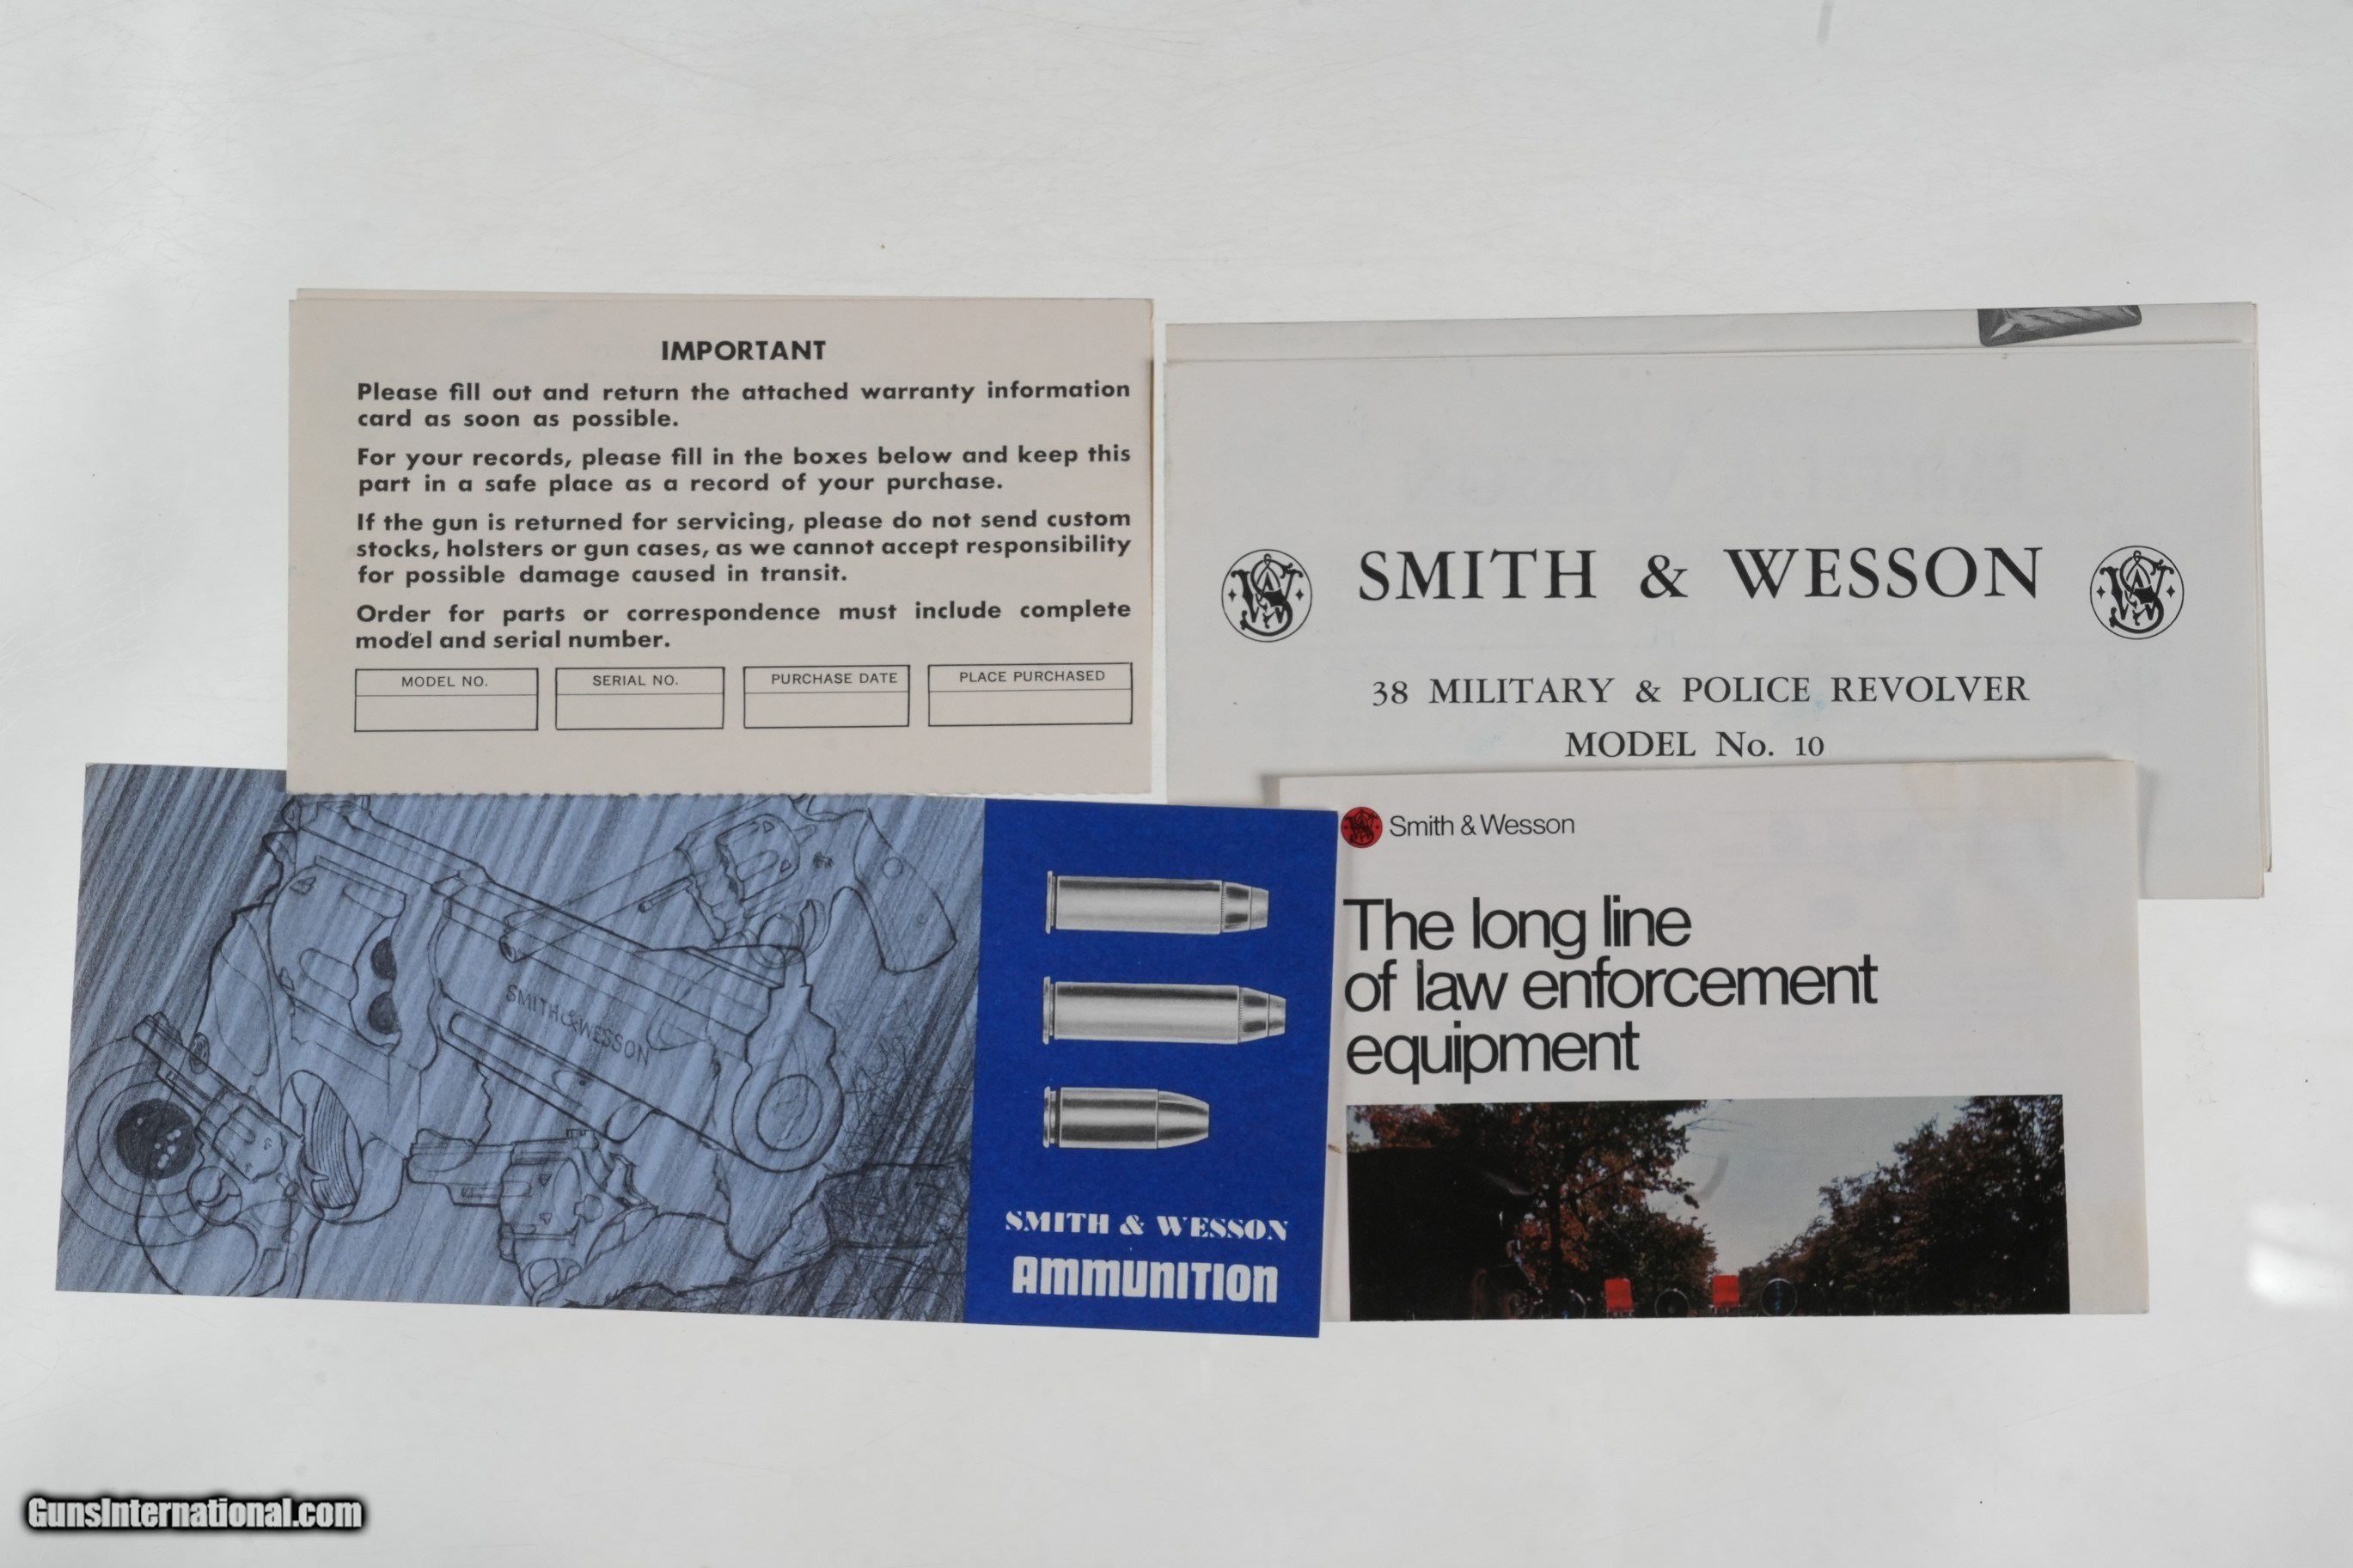 IMPORTANT
Please fill out and return the attached warranty information
card as soon as possible.
For your records, please fill in the boxes below and keep this
part in a safe place as a record of your purchase.
If the gun is returned for servicing, please do not send custom
stocks, holsters or gun cases, as we cannot accept responsibility
for possible damage caused in transit.
Order for parts or correspondence must include complete
model and serial number.
MODEL NO. SERIAL NO. PURCHASE DATE PLACE PURCHASED
SMITH & WESSON
38 MILITARY & POLICE REVOLVER
MODEL No. 10
SMITH & WESSON
SMITH & WESSON
AMMUNITION
Smith & Wesson
The long line
of law enforcement
equipment
GunsInternational.com